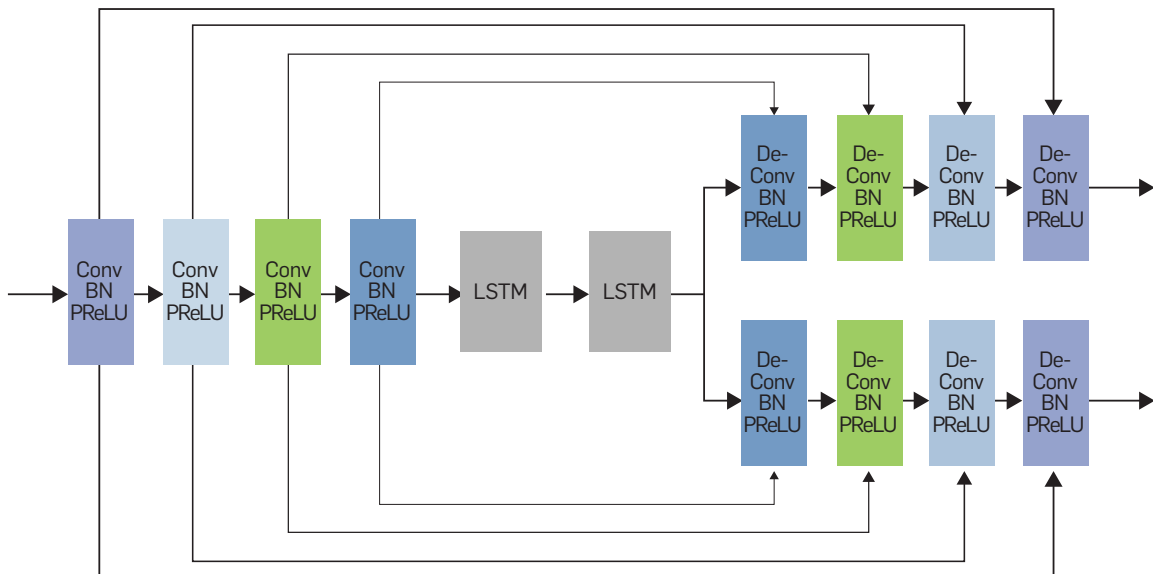 Conv
BN
PReLU
Conv
BN
PReLU
Conv
BN
PReLU
Conv
BN
PReLU
LSTM
LSTM
De-
Conv
BN
PReLU
De-
Conv
BN
PReLU
De-
Conv
BN
PReLU
De-
Conv
BN
PReLU
De-
Conv
BN
PReLU
De-
Conv
BN
PReLU
De-
Conv
BN
PReLU
De-
Conv
BN
PReLU